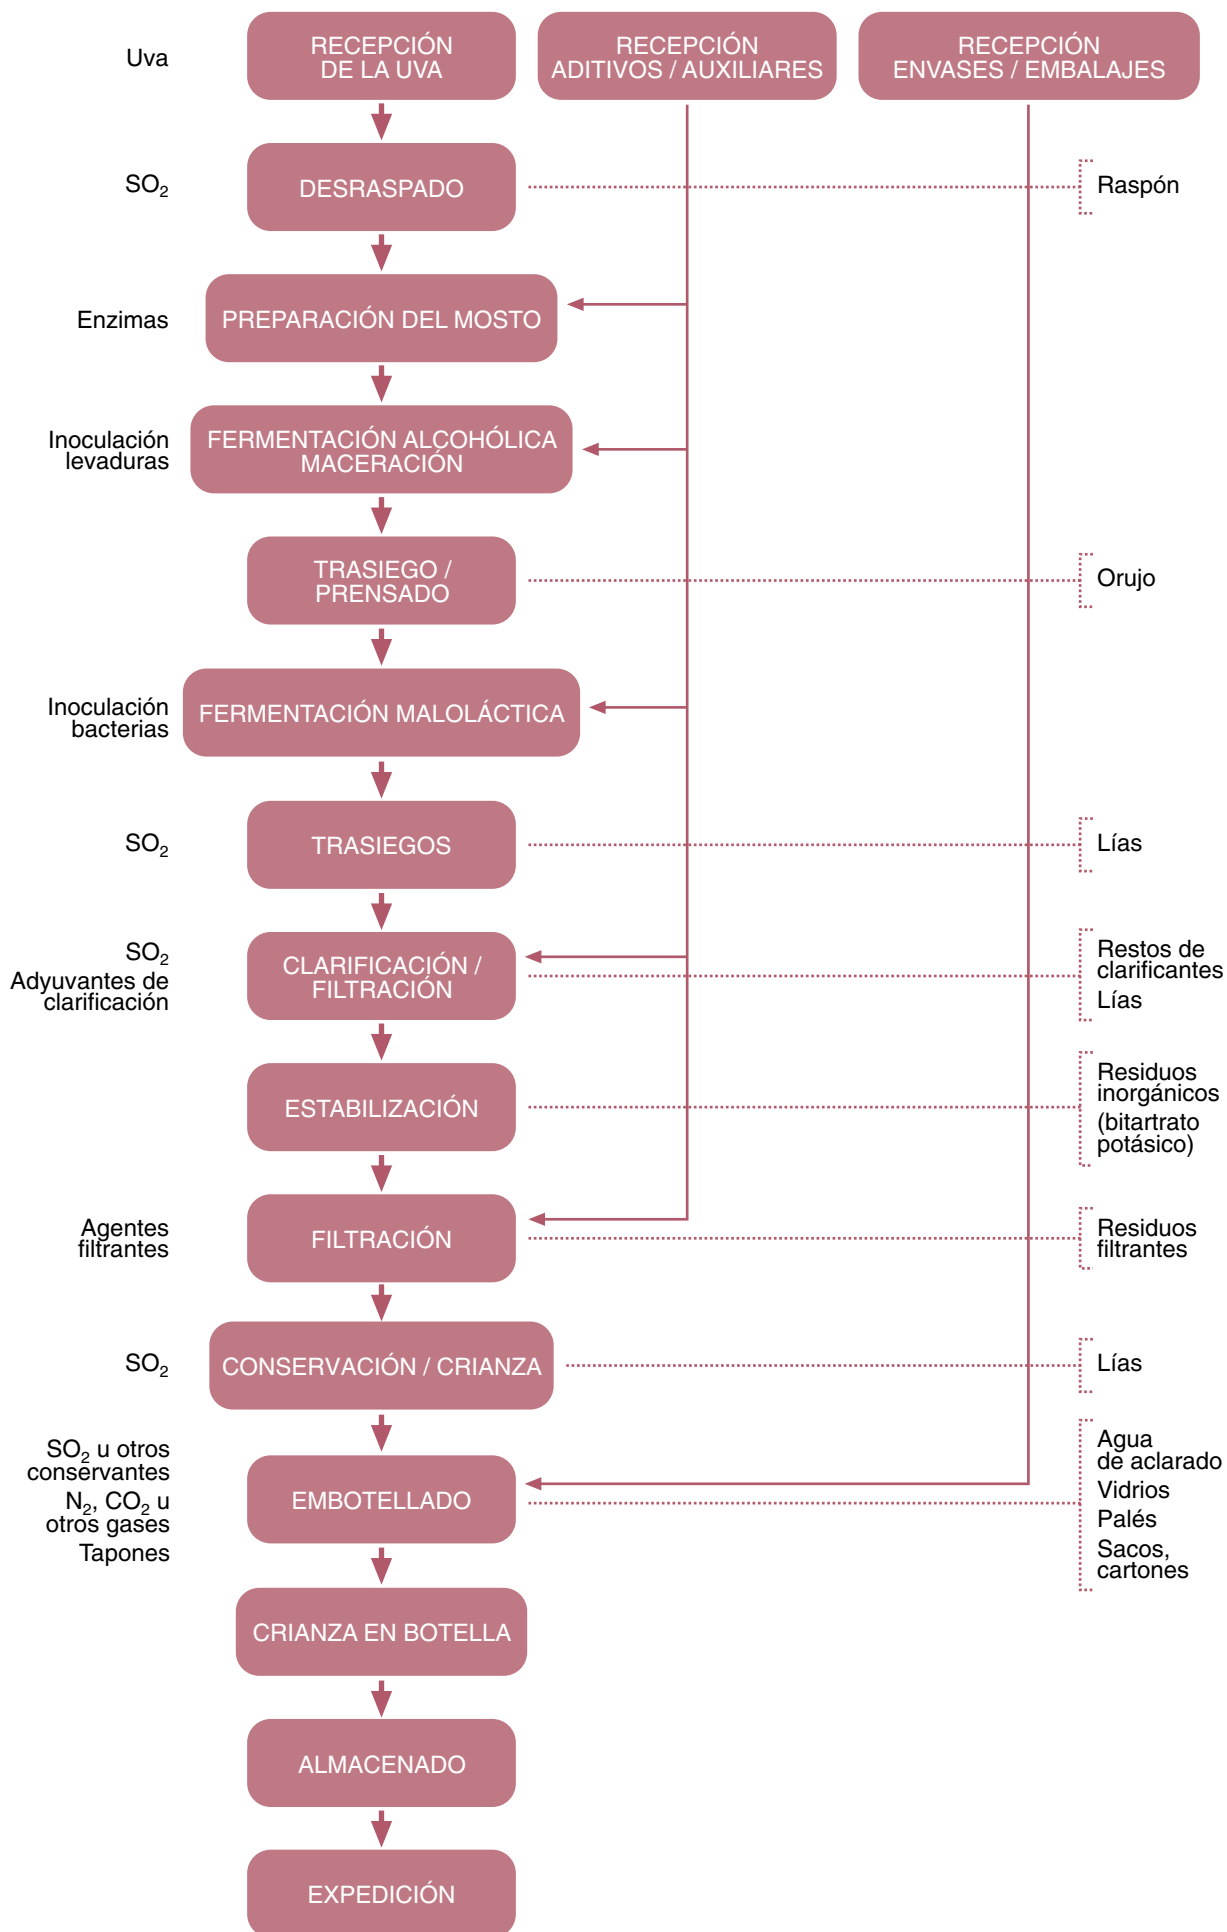 Uva
RECEPCIÓN
DE LA UVA
RECEPCIÓN
ADITIVOS / AUXILIARES
RECEPCIÓN
ENVASES / EMBALAJES
SO₂
DESRASPADO
Raspón
Enzimas
PREPARACIÓN DEL MOSTO
Inoculación
levaduras
FERMENTACIÓN ALCOHÓLICA
MACERACIÓN
TRASIEGO /
PRENSADO
Orujo
Inoculación
bacterias
FERMENTACIÓN MALOLÁCTICA
SO₂
TRASIEGOS
Lías
SO₂
Adyuvantes de
clarificación
CLARIFICACIÓN /
FILTRACIÓN
Restos de
clarificantes
Lías
ESTABILIZACIÓN
Residuos
inorgánicos
(bitartrato
potásico)
Agentes
filtrantes
FILTRACIÓN
Residuos
filtrantes
SO₂
CONSERVACIÓN / CRIANZA
Lías
SO₂ u otros
conservantes
N₂, CO₂ u
otros gases
Tapones
EMBOTELLADO
Agua
de aclarado
Vidrios
Palés
Sacos,
cartones
CRIANZA EN BOTELLA
ALMACENADO
EXPEDICIÓN